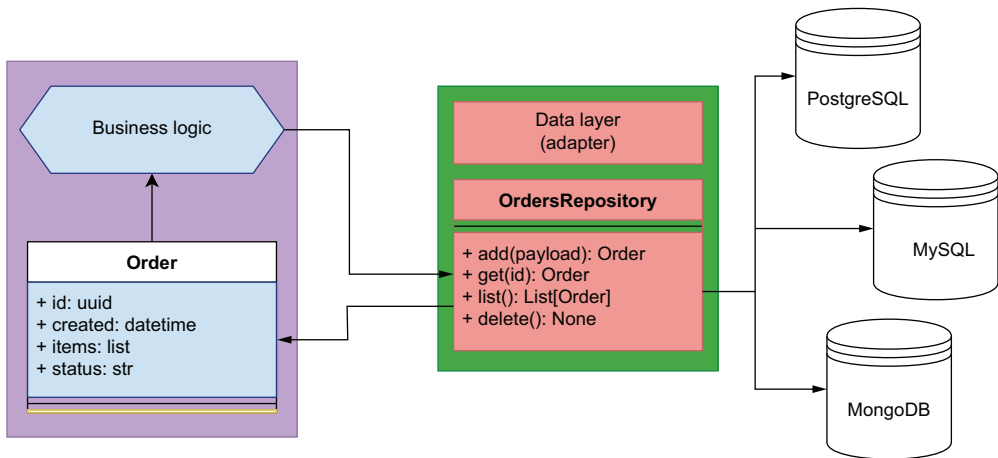 Business logic
Order
+ id: uuid
+ created: datetime
+ items: list
+ status: str
Data layer
(adapter)
OrdersRepository
+ add(payload): Order
+ get(id): Order
+ list(): List[Order]
+ delete(): None
PostgreSQL
MySQL
MongoDB